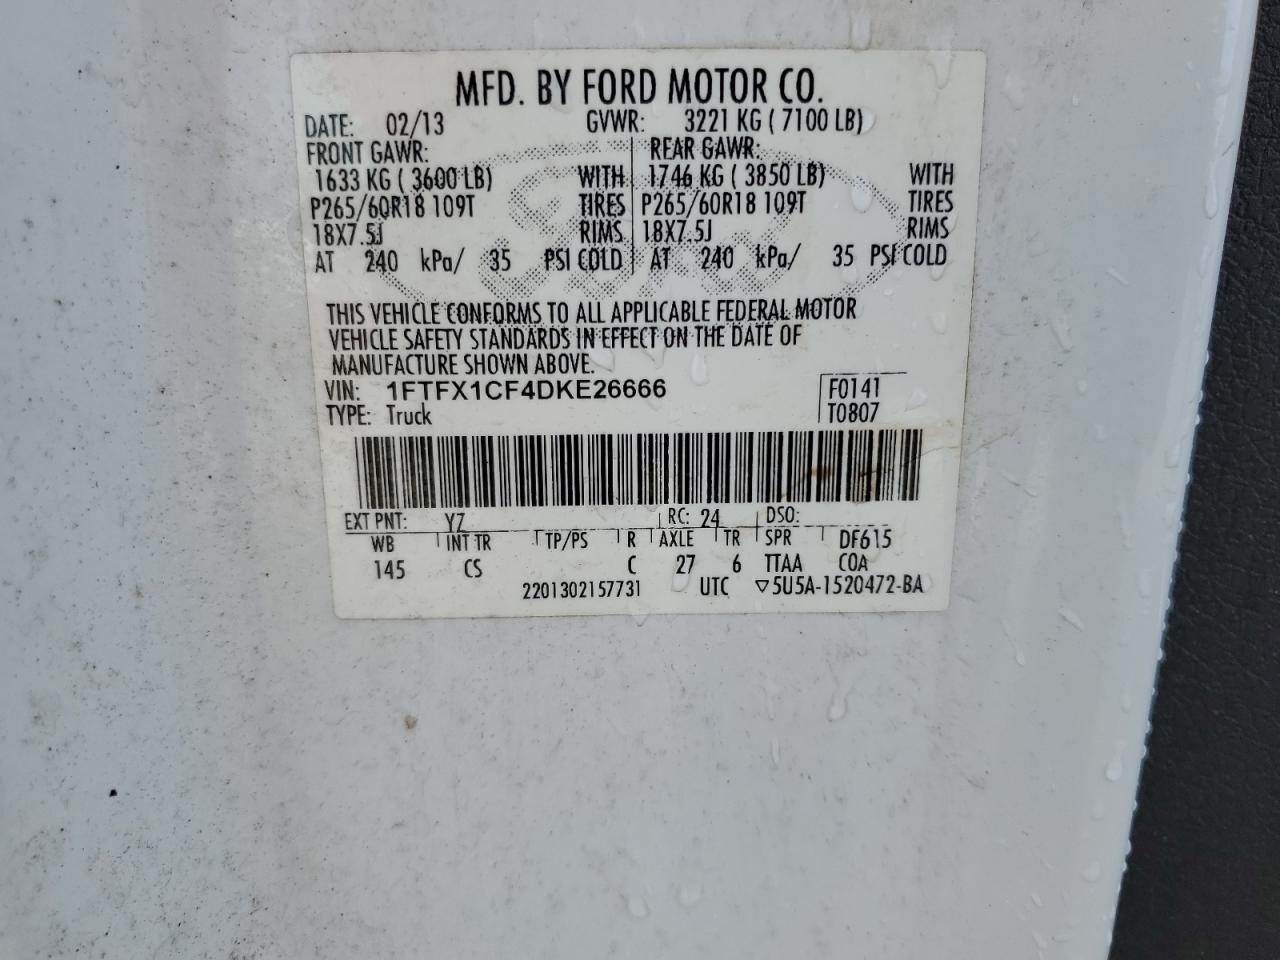 MFD. BY FORD MOTOR CO.
DATE: 02/13 GVWR: 3221 KG ( 7100 LB)
FRONT GAWR: REAR GAWR:
1633 KG ( 3600 LB) WITH 1746 KG ( 3850 LB) WITH
P265/60R18 109T TIRES P265/60R18 109T TIRES
18X7.5J RIMS 18X7.5J RIMS
AT 240 kPa/ 35 PSI COLD AT 240 kPa/ 35 PSI COLD
THIS VEHICLE CONFORMS TO ALL APPLICABLE FEDERAL MOTOR
VEHICLE SAFETY STANDARDS IN EFFECT ON THE DATE OF
MANUFACTURE SHOWN ABOVE.
VIN: 1FTFX1CF4DKE26666 F0141
TYPE: Truck T0807
EXT PNT: YZ RC: 24 DSO:
WB INT TR TP/PS R AXLE TR SPR DF615
145 CS C 27 6 TTAA COA
2201302157731 UTC ▽5U5A-1520472-BA